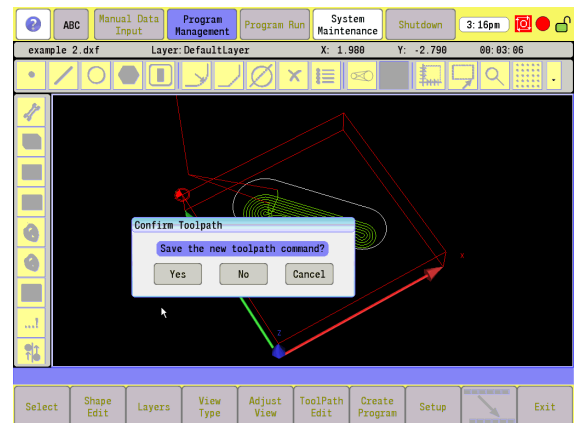 ?
ABC
Manual Data
Input
Program
Management
Program Run
System
Maintenance
Shutdown
3:16pm
example 2.dxf Layer:DefaultLayer X: 1.980 Y: -2.790 00:03:06
Confirm Toolpath
Save the new toolpath command?
Yes No Cancel
X
Z
...!
Select
Shape
Edit
Layers
View
Type
Adjust
View
ToolPath
Edit
Create
Program
Setup
Exit